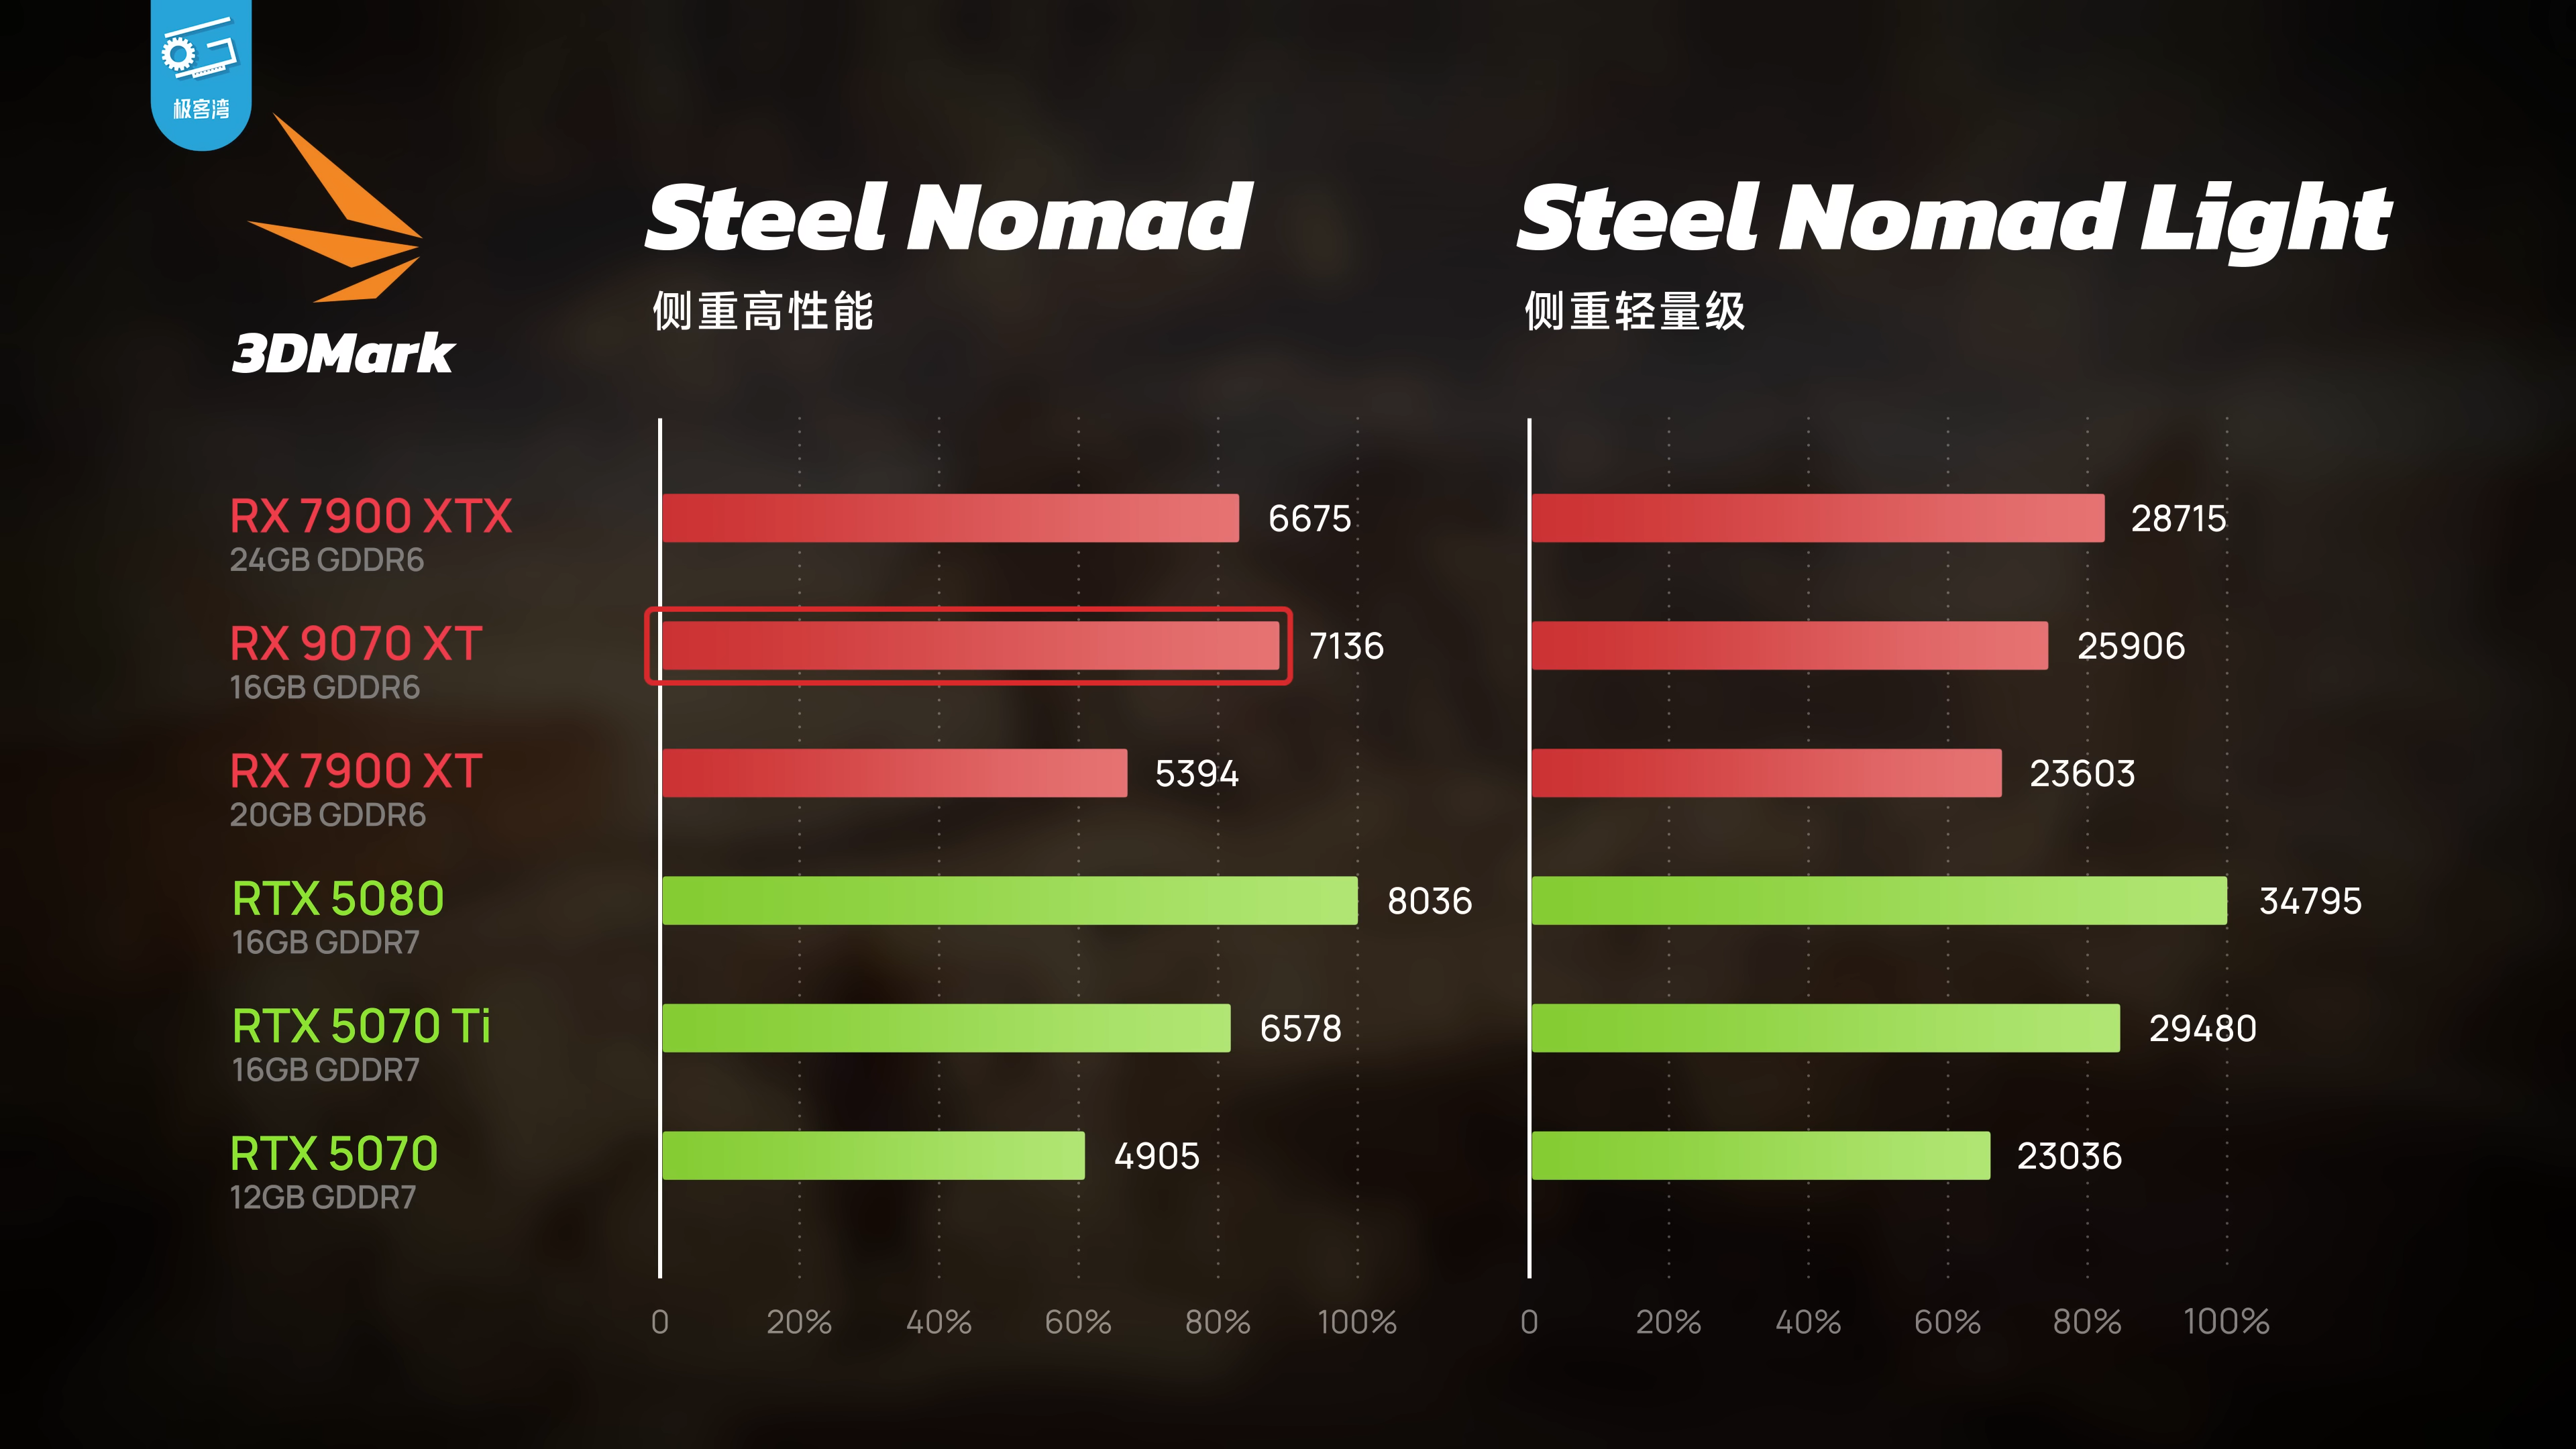 极客湾
3DMark
Steel Nomad
侧重高性能
Steel Nomad Light
侧重轻量级
RX 7900 XTX
24GB GDDR6
6675
28715
RX 9070 XT
16GB GDDR6
7136
25906
RX 7900 XT
20GB GDDR6
5394
23603
RTX 5080
16GB GDDR7
8036
34795
RTX 5070 Ti
16GB GDDR7
6578
29480
RTX 5070
12GB GDDR7
4905
23036
0 20% 40% 60% 80% 100%
0 20% 40% 60% 80% 100%